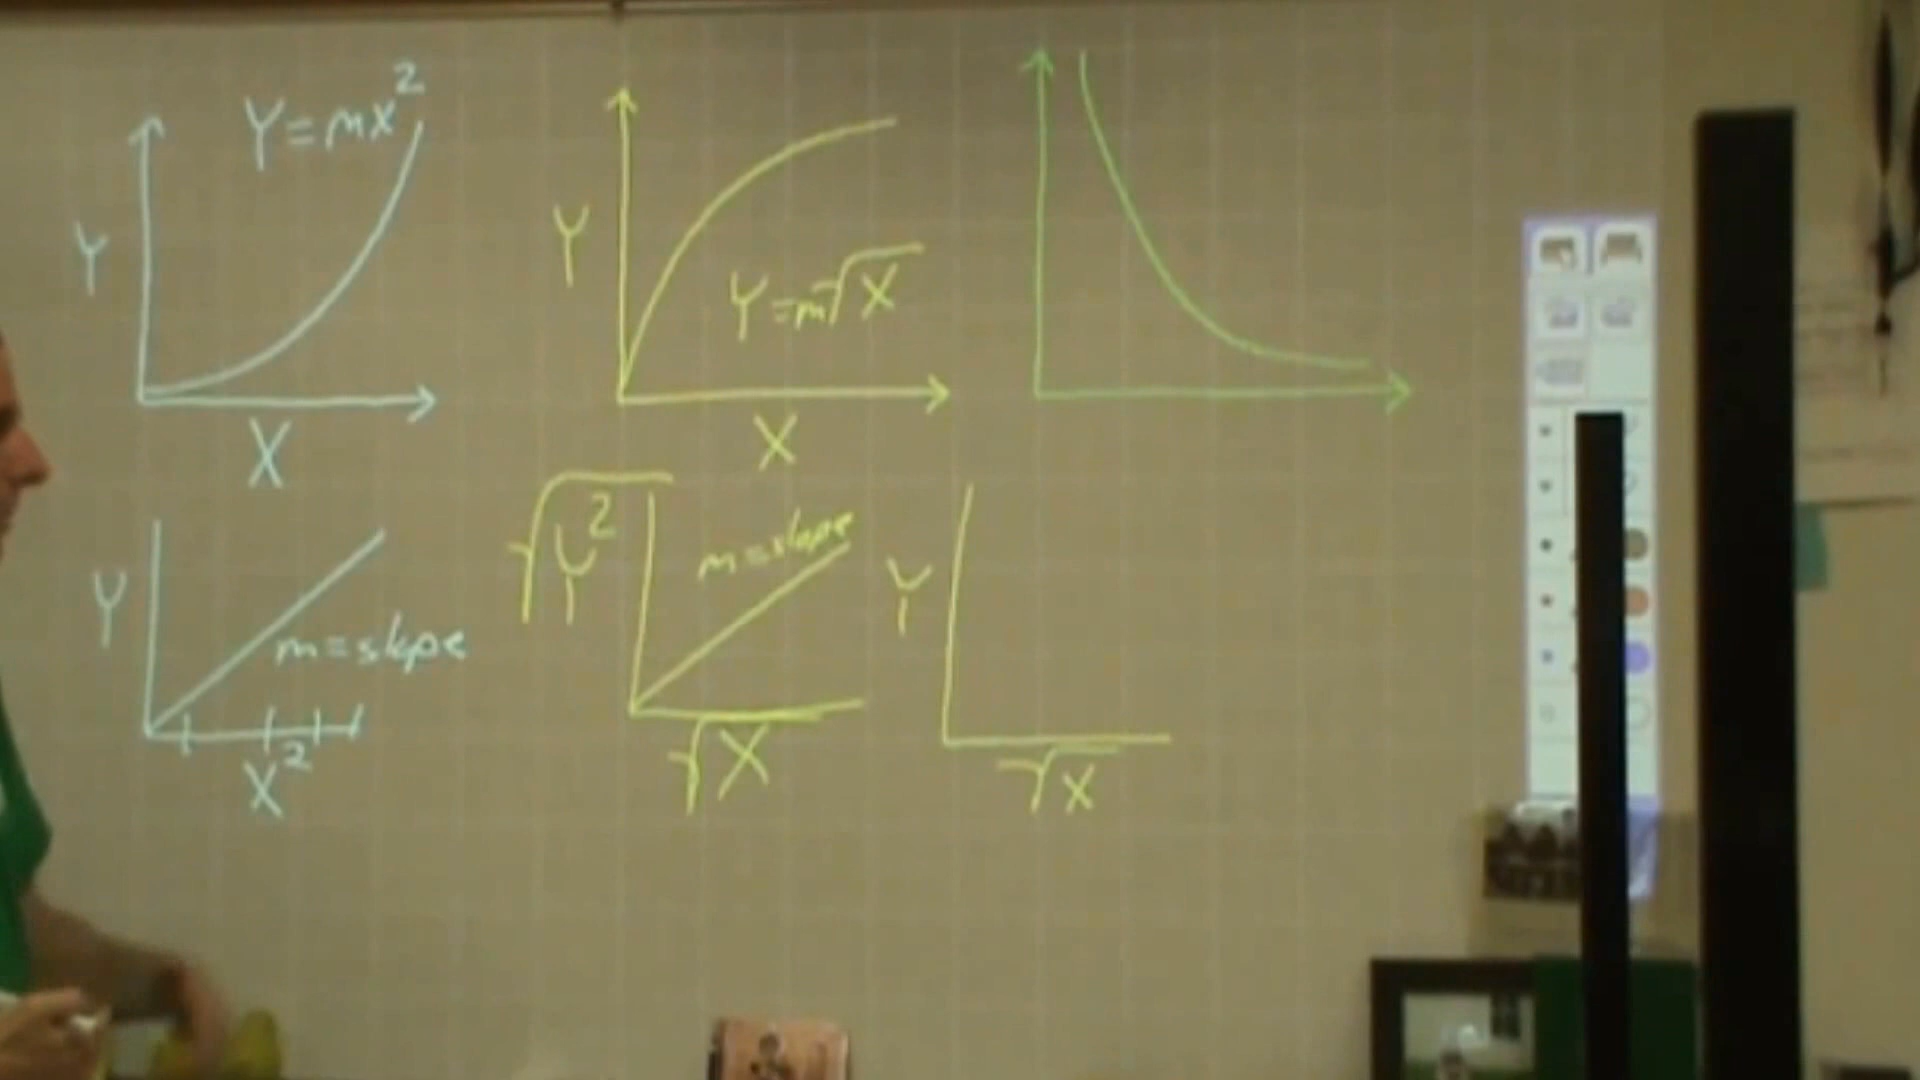 Y=mx²
Y
X
Y
Y=m√X
X
Y
m=slope
X²
√Y²
m=slope
√X
Y
√X